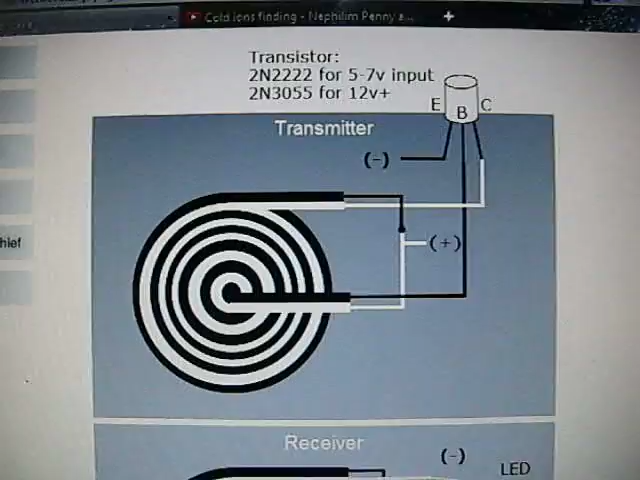 Cold ions finding - Nephilim Penny a...
Transistor:
2N2222 for 5-7v input
2N3055 for 12v+
E B C
Transmitter
(-)
(+)
hief
Receiver
(-)
LED